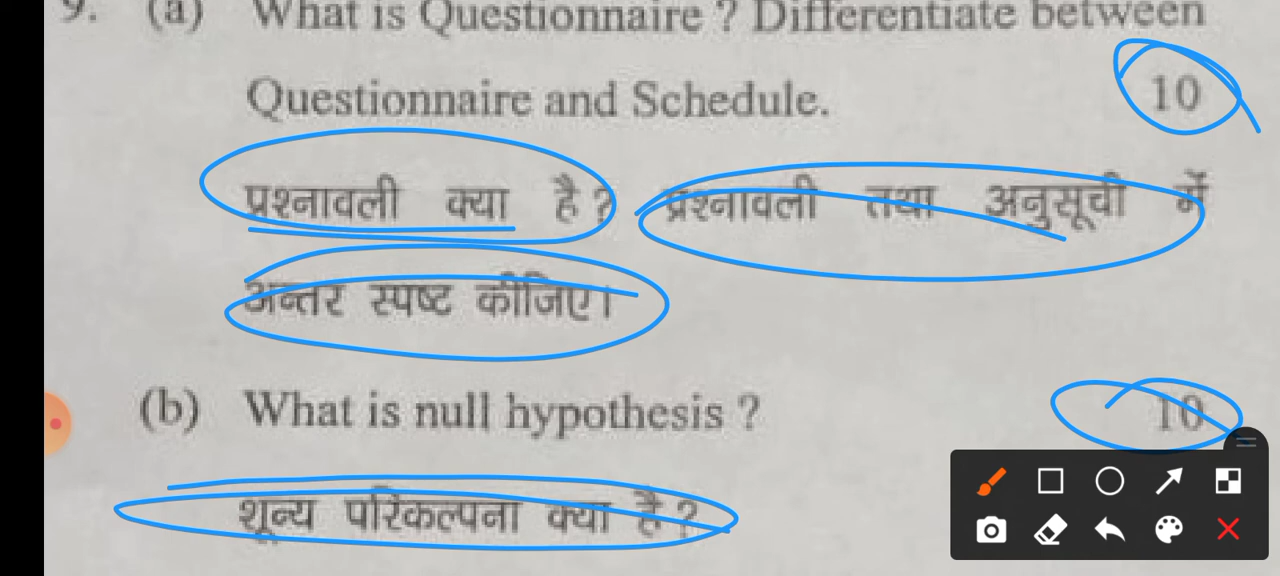 9. (a) What is Questionnaire ? Differentiate between
Questionnaire and Schedule. 10
प्रश्नावली क्या है ? प्रश्नावली तथा अनुसूची में
अन्तर स्पष्ट कीजिए।
(b) What is null hypothesis ? 10
शून्य परिकल्पना क्या है ?